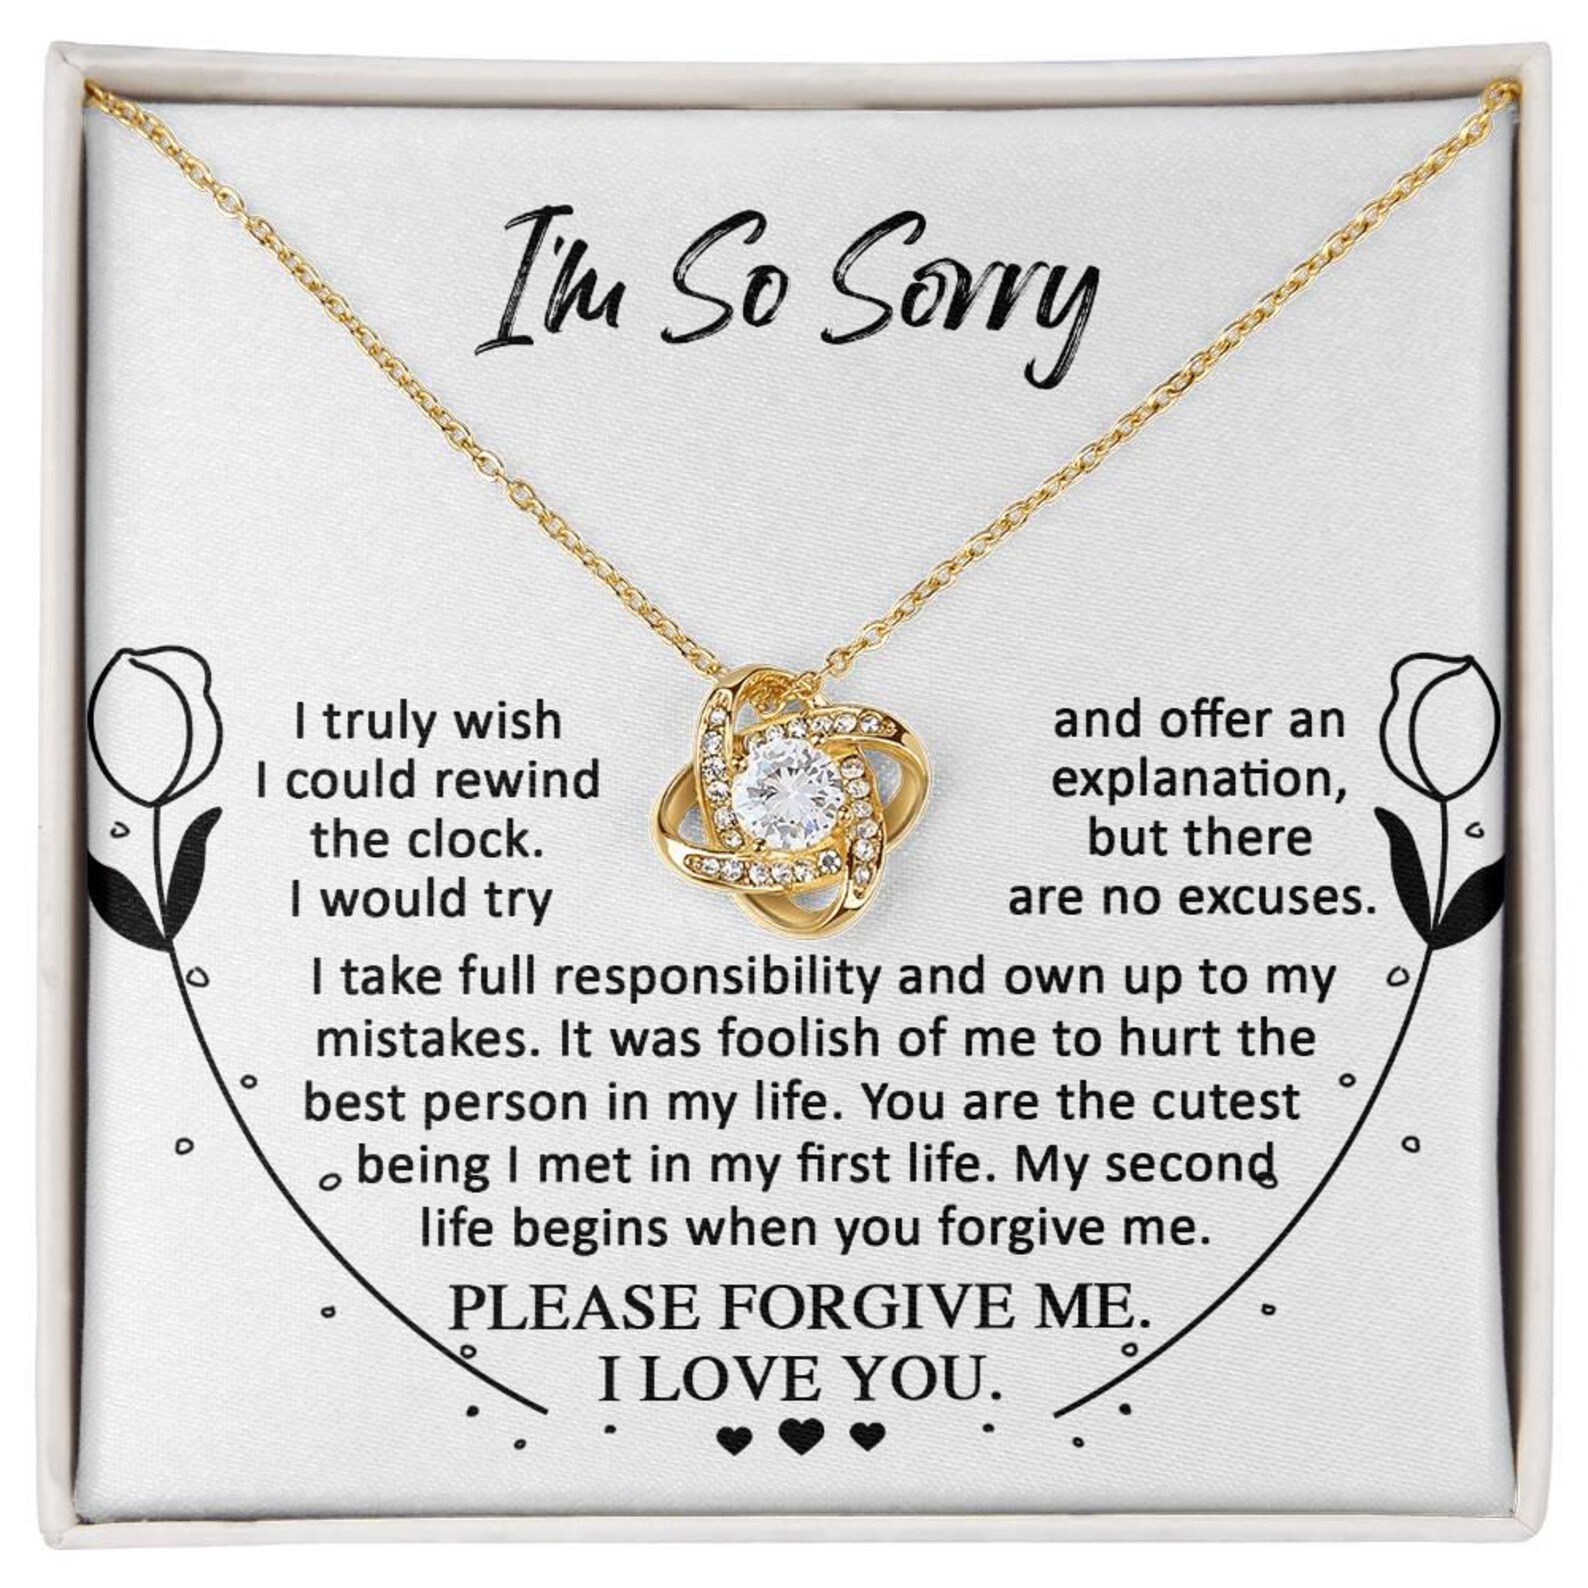 I'm So Sorry
I truly wish
I could rewind
the clock.
I would try
and offer an
explanation,
but there
are no excuses.
I take full responsibility and own up to my
mistakes. It was foolish of me to hurt the
best person in my life. You are the cutest
being I met in my first life. My second
life begins when you forgive me.
PLEASE FORGIVE ME.
I LOVE YOU.